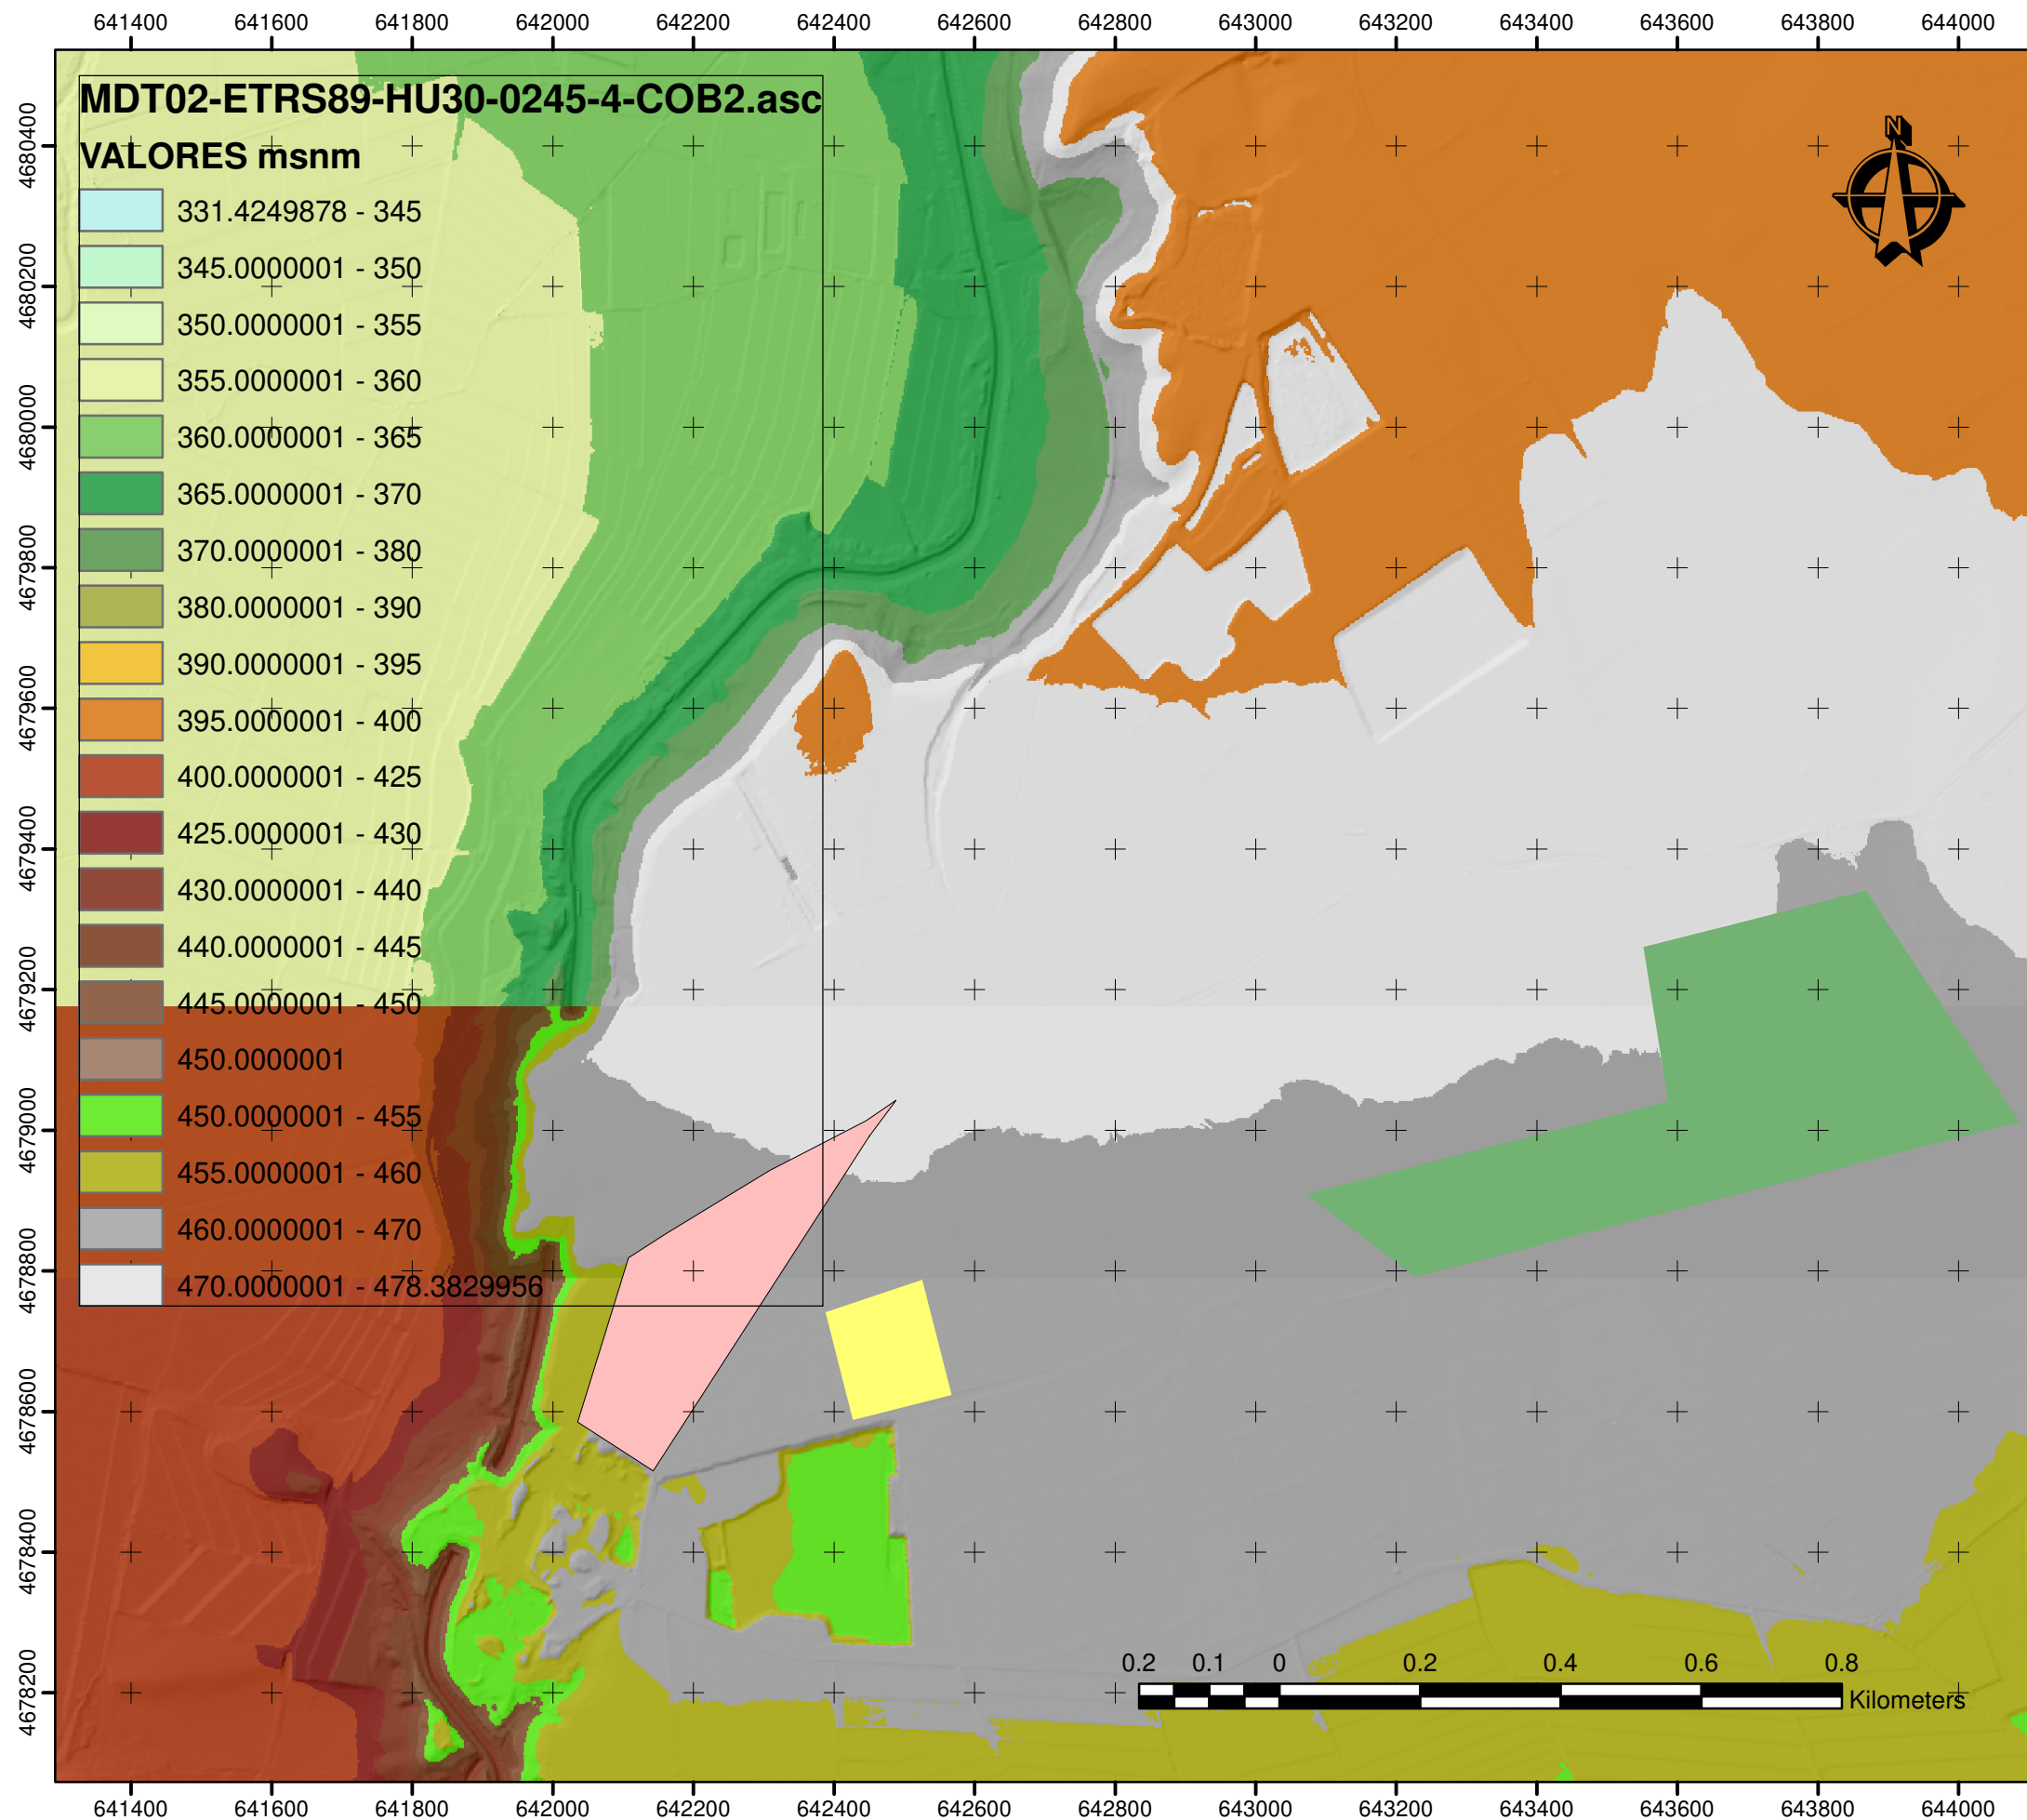 641400 641600 641800 642000 642200 642400 642600 642800 643000 643200 643400 643600 643800 644000
4680400
4680200
4680000
4679800
4679600
4679400
4679200
4679000
4678800
4678600
4678400
4678200
MDT02-ETRS89-HU30-0245-4-COB2.asc
VALORES msnm
331.4249878 - 345
345.0000001 - 350
350.0000001 - 355
355.0000001 - 360
360.0000001 - 365
365.0000001 - 370
370.0000001 - 380
380.0000001 - 390
390.0000001 - 395
395.0000001 - 400
400.0000001 - 425
425.0000001 - 430
430.0000001 - 440
440.0000001 - 445
445.0000001 - 450
450.0000001
450.0000001 - 455
455.0000001 - 460
460.0000001 - 470
470.0000001 - 478.3829956
N
0.2 0.1 0 0.2 0.4 0.6 0.8
Kilometers
641400 641600 641800 642000 642200 642400 642600 642800 643000 643200 643400 643600 643800 644000